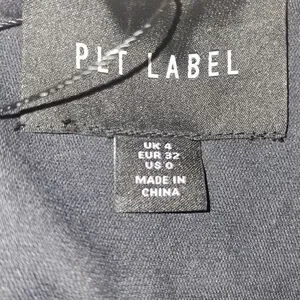 PLT LABEL
UK 4
EUR 32
US 0
MADE IN
CHINA